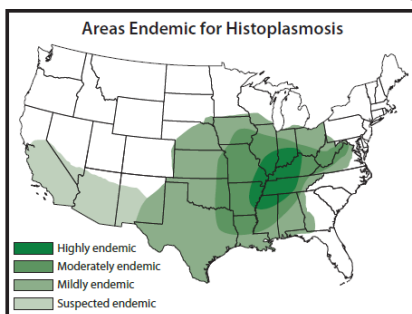 Areas Endemic for Histoplasmosis
Highly endemic
Moderately endemic
Mildly endemic
Suspected endemic